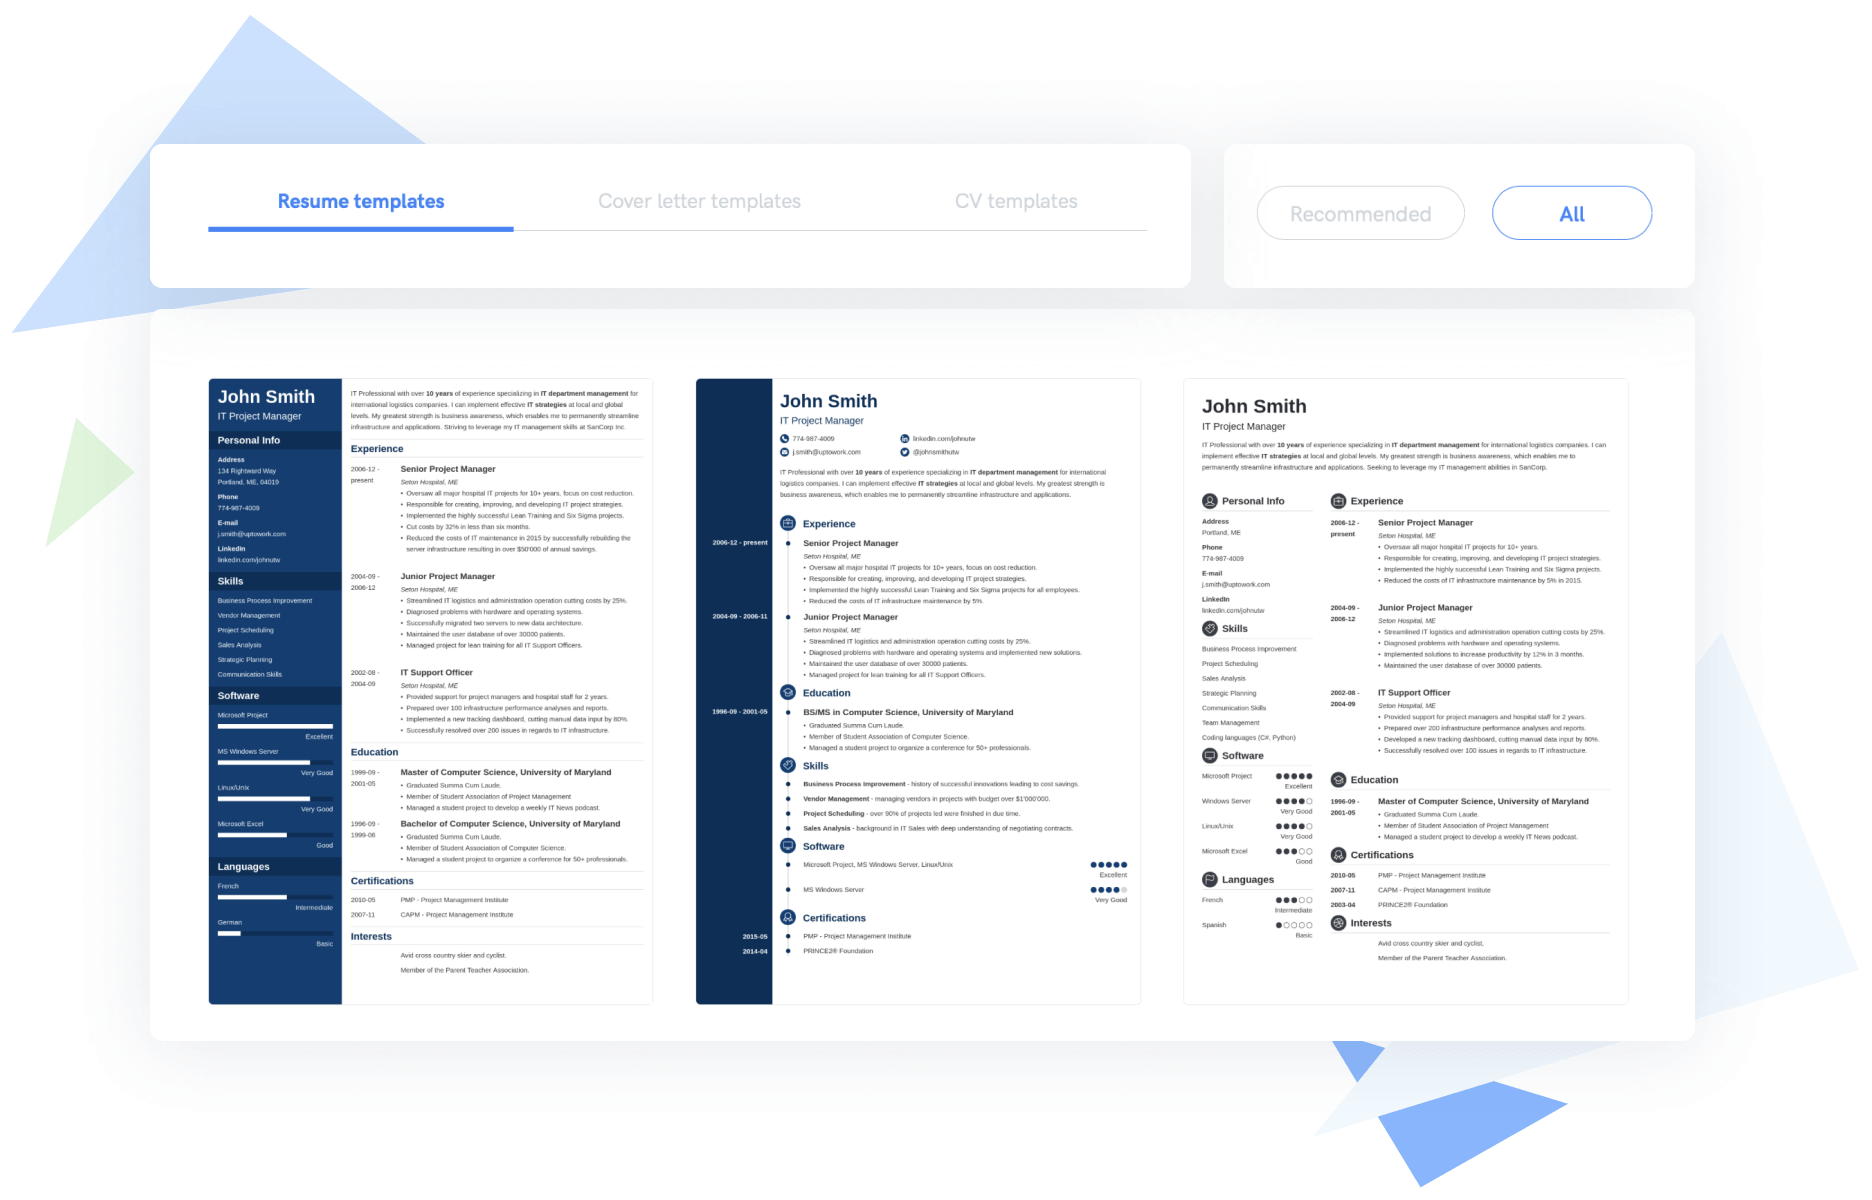 Resume templates
Cover letter templates
CV templates
Recommended
All
John Smith
IT Project Manager
Personal Info
Address
134 Rightward Way
Portland, ME, 04019
Phone
774-987-4009
E-mail
j.smith@uptowork.com
LinkedIn
linkedin.com/johnutw
Skills
Business Process Improvement
Vendor Management
Project Scheduling
Sales Analysis
Strategic Planning
Communication Skills
Software
Microsoft Project
Excellent
MS Windows Server
Very Good
Linux/Unix
Very Good
Microsoft Excel
Good
Languages
French
Intermediate
German
Basic
IT Professional with over 10 years of experience specializing in IT department management for
international logistics companies. I can implement effective IT strategies at local and global
levels. My greatest strength is business awareness, which enables me to permanently streamline
infrastructure and applications. Striving to leverage my IT management skills at SanCorp Inc.
Experience
2006-12 -
present
Senior Project Manager
Seton Hospital, ME
• Oversaw all major hospital IT projects for 10+ years, focus on cost reduction.
• Responsible for creating, improving, and developing IT project strategies.
• Implemented the highly successful Lean Training and Six Sigma projects.
• Cut costs by 32% in less than six months.
• Reduced the costs of IT maintenance in 2015 by successfully rebuilding the
server infrastructure resulting in over $50'000 of annual savings.
2004-09 -
2006-12
Junior Project Manager
Seton Hospital, ME
• Streamlined IT logistics and administration operation cutting costs by 25%.
• Diagnosed problems with hardware and operating systems.
• Successfully migrated two servers to new data architecture.
• Maintained the user database of over 30000 patients.
• Managed project for lean training for all IT Support Officers.
2002-08 -
2004-09
IT Support Officer
Seton Hospital, ME
• Provided support for project managers and hospital staff for 2 years.
• Prepared over 100 infrastructure performance analyses and reports.
• Implemented a new tracking dashboard, cutting manual data input by 80%.
• Successfully resolved over 200 issues in regards to IT infrastructure.
Education
1999-09 -
2001-05
Master of Computer Science, University of Maryland
• Graduated Summa Cum Laude.
• Member of Student Association of Project Management
• Managed a student project to develop a weekly IT News podcast.
1996-09 -
1999-06
Bachelor of Computer Science, University of Maryland
• Graduated Summa Cum Laude.
• Member of Student Association of Computer Science.
• Managed a student project to organize a conference for 50+ professionals.
Certifications
2010-05 PMP - Project Management Institute
2007-11 CAPM - Project Management Institute
Interests
Avid cross country skier and cyclist.
Member of the Parent Teacher Association.
John Smith
IT Project Manager
774-987-4009
linkedin.com/johnutw
j.smith@uptowork.com
@johnsmithutw
IT Professional with over 10 years of experience specializing in IT department management for international
logistics companies. I can implement effective IT strategies at local and global levels. My greatest strength is
business awareness, which enables me to permanently streamline infrastructure and applications.
Experience
2006-12 - present
Senior Project Manager
Seton Hospital, ME
• Oversaw all major hospital IT projects for 10+ years, focus on cost reduction.
• Responsible for creating, improving, and developing IT project strategies.
• Implemented the highly successful Lean Training and Six Sigma projects for all employees.
• Reduced the costs of IT infrastructure maintenance by 5%.
2004-09 - 2006-11
Junior Project Manager
Seton Hospital, ME
• Streamlined IT logistics and administration operation cutting costs by 25%.
• Diagnosed problems with hardware and operating systems and implemented new solutions.
• Maintained the user database of over 30000 patients.
• Managed project for lean training for all IT Support Officers.
Education
1996-09 - 2001-05
BS/MS in Computer Science, University of Maryland
• Graduated Summa Cum Laude.
• Member of Student Association of Computer Science.
• Managed a student project to organize a conference for 50+ professionals.
Skills
Business Process Improvement - history of successful innovations leading to cost savings.
Vendor Management - managing vendors in projects with budget over $1'000'000.
Project Scheduling - over 90% of projects led were finished in due time.
Sales Analysis - background in IT Sales with deep understanding of negotiating contracts.
Software
Microsoft Project, MS Windows Server, Linux/Unix
Excellent
MS Windows Server
Very Good
Certifications
2015-05 PMP - Project Management Institute
2014-04 PRINCE2® Foundation
John Smith
IT Project Manager
IT Professional with over 10 years of experience specializing in IT department management for international logistics companies. I can
implement effective IT strategies at local and global levels. My greatest strength is business awareness, which enables me to
permanently streamline infrastructure and applications. Seeking to leverage my IT management abilities in SanCorp.
Personal Info
Address
Portland, ME
Phone
774-987-4009
E-mail
j.smith@uptowork.com
LinkedIn
linkedin.com/johnutw
Skills
Business Process Improvement
Project Scheduling
Sales Analysis
Strategic Planning
Communication Skills
Team Management
Coding languages (C#, Python)
Software
Microsoft Project
Excellent
Windows Server
Very Good
Linux/Unix
Very Good
Microsoft Excel
Good
Languages
French
Intermediate
Spanish
Basic
Experience
2006-12 -
present
Senior Project Manager
Seton Hospital, ME
• Oversaw all major hospital IT projects for 10+ years.
• Responsible for creating, improving, and developing IT project strategies.
• Implemented the highly successful Lean Training and Six Sigma projects.
• Reduced the costs of IT infrastructure maintenance by 5% in 2015.
2004-09 -
2006-12
Junior Project Manager
Seton Hospital, ME
• Streamlined IT logistics and administration operation cutting costs by 25%.
• Diagnosed problems with hardware and operating systems.
• Implemented solutions to increase productivity by 12% in 3 months.
• Maintained the user database of over 30000 patients.
2002-08 -
2004-09
IT Support Officer
Seton Hospital, ME
• Provided support for project managers and hospital staff for 2 years.
• Prepared over 200 infrastructure performance analyses and reports.
• Developed a new tracking dashboard, cutting manual data input by 80%.
• Successfully resolved over 100 issues in regards to IT infrastructure.
Education
1996-09 -
2001-05
Master of Computer Science, University of Maryland
• Graduated Summa Cum Laude.
• Member of Student Association of Project Management
• Managed a student project to develop a weekly IT News podcast.
Certifications
2010-05 PMP - Project Management Institute
2007-11 CAPM - Project Management Institute
2003-04 PRINCE2® Foundation
Interests
Avid cross country skier and cyclist.
Member of the Parent Teacher Association.